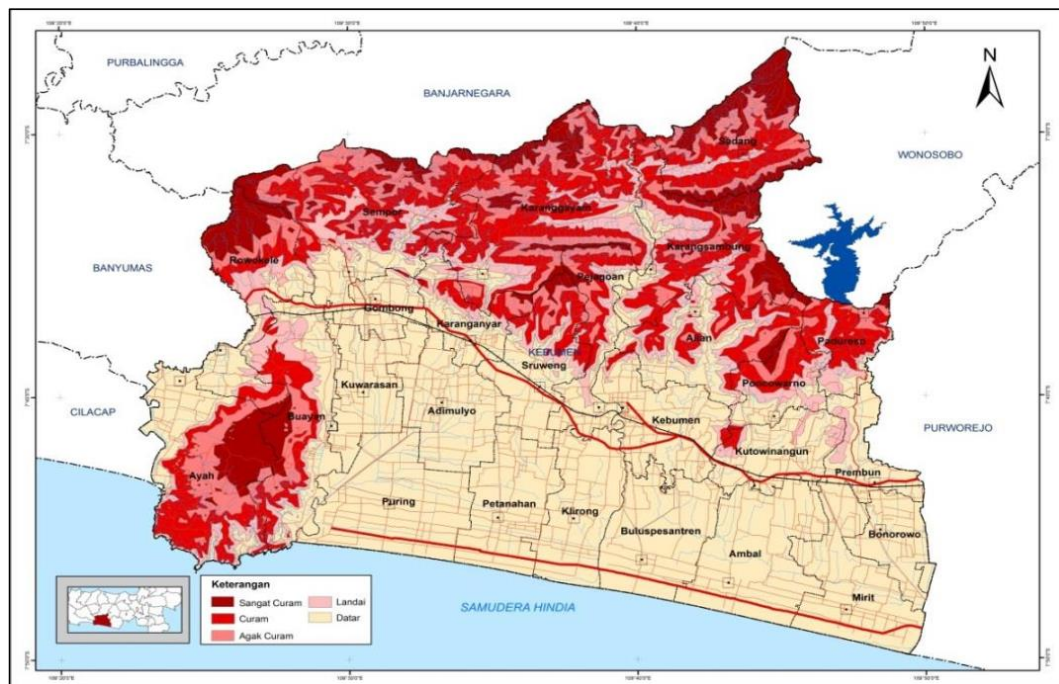 PURBALINGGA
BANJARNEGARA
N
Sadang
WONOSOBO
Sempor
Karanggayam
Karangsambung
Rowokele
BANYUMAS
Pejagoan
Gombong
Karanganyar
Alian
Padureso
KEBUMEN
Sruweng
Poncowarno
Kuwarasan
CILACAP
Adimulyo
Buayan
Kebumen
PURWOREJO
Kutowinangun
Prembun
Ayah
Puring
Petanahan
Klirong
Buluspesantren
Bonorowo
Ambal
Mirit
Keterangan
Sangat Curam
Landai
Curam
Datar
Agak Curam
SAMUDERA HINDIA